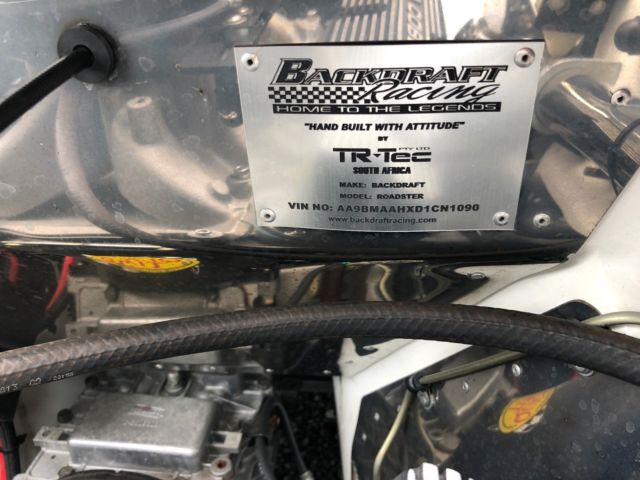 BACKDRAFT
Racing
HOME TO THE LEGENDS
"HAND BUILT WITH ATTITUDE"
BY
PTY LTD
TR-Tec
SOUTH AFRICA
MAKE: BACKDRAFT
MODEL: ROADSTER
VIN NO: AA9BMAAHXD1CN1090
www.backdraftracing.com